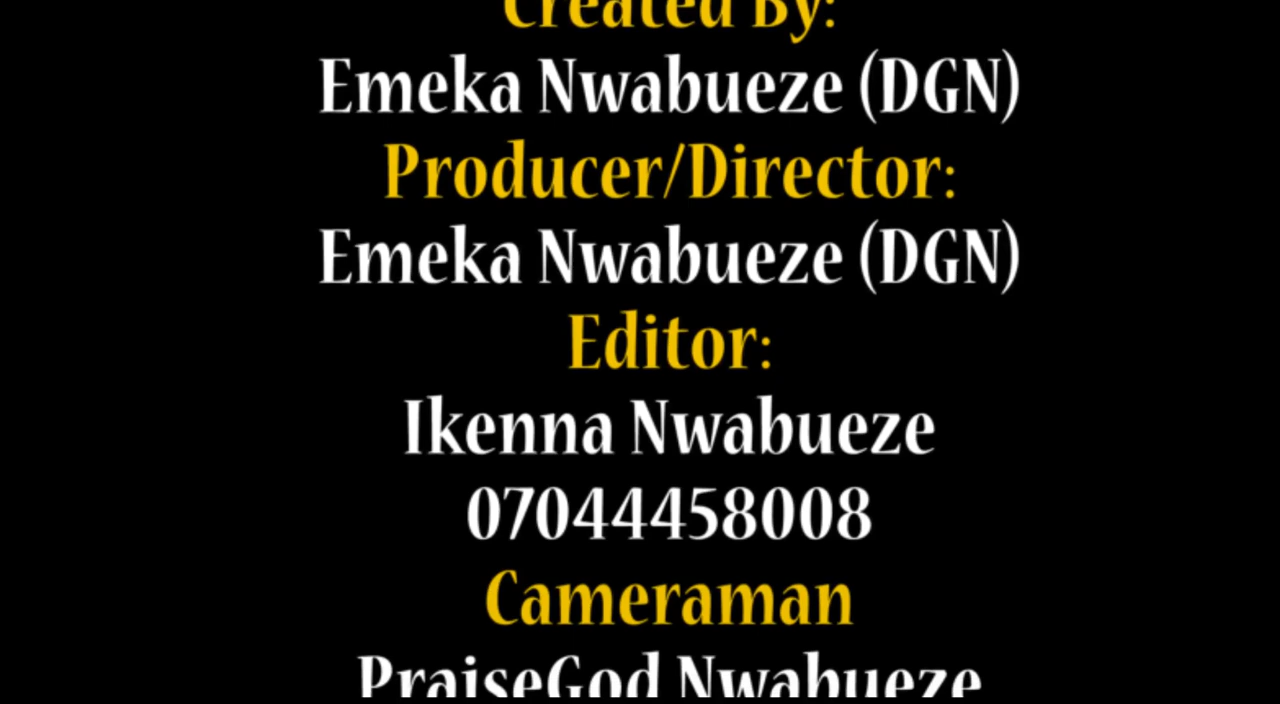 Created By:
Emeka Nwabueze (DGN)
Producer/Director:
Emeka Nwabueze (DGN)
Editor:
Ikenna Nwabueze
07044458008
Cameraman
PraiseGod Nwabueze